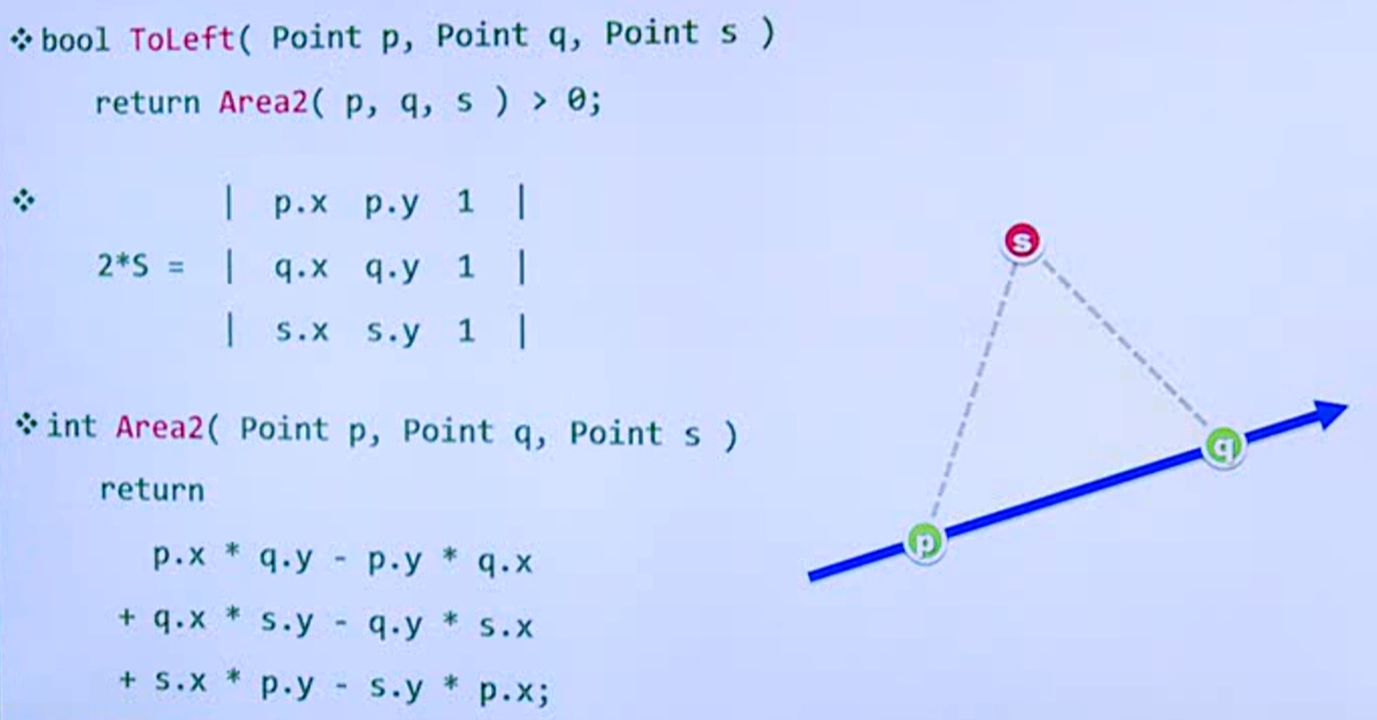 ❖ bool ToLeft( Point p, Point q, Point s )
return Area2( p, q, s ) > 0;
❖ | p.x p.y 1 |
2*S = | q.x q.y 1 |
| s.x s.y 1 |
❖ int Area2( Point p, Point q, Point s )
return
p.x * q.y - p.y * q.x
+ q.x * s.y - q.y * s.x
+ s.x * p.y - s.y * p.x;
s
q
p